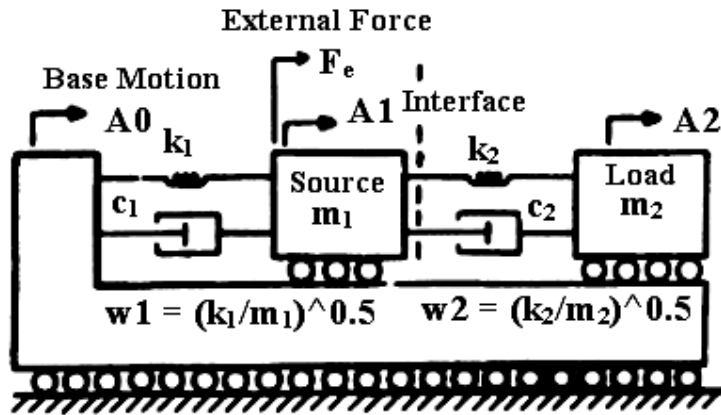 External Force
Fe
Base Motion
A0
A1
Interface
A2
k1
k2
Source
m1
Load
m2
c1
c2
w1 = (k1/m1)^0.5
w2 = (k2/m2)^0.5